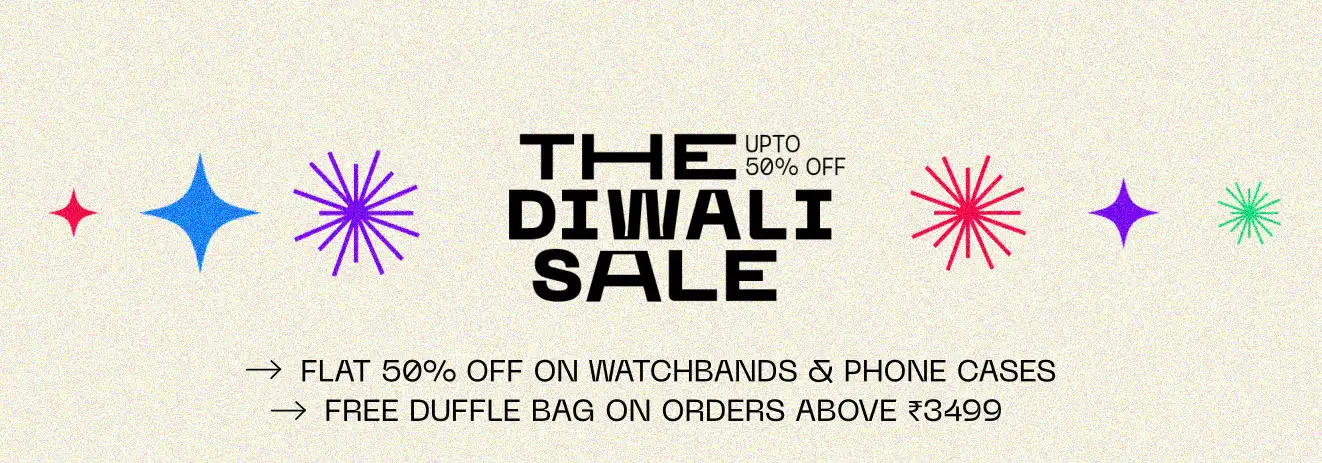 THE
UPTO
50% OFF
DIWALI
SALE
→ FLAT 50% OFF ON WATCHBANDS & PHONE CASES
→ FREE DUFFLE BAG ON ORDERS ABOVE ₹3499